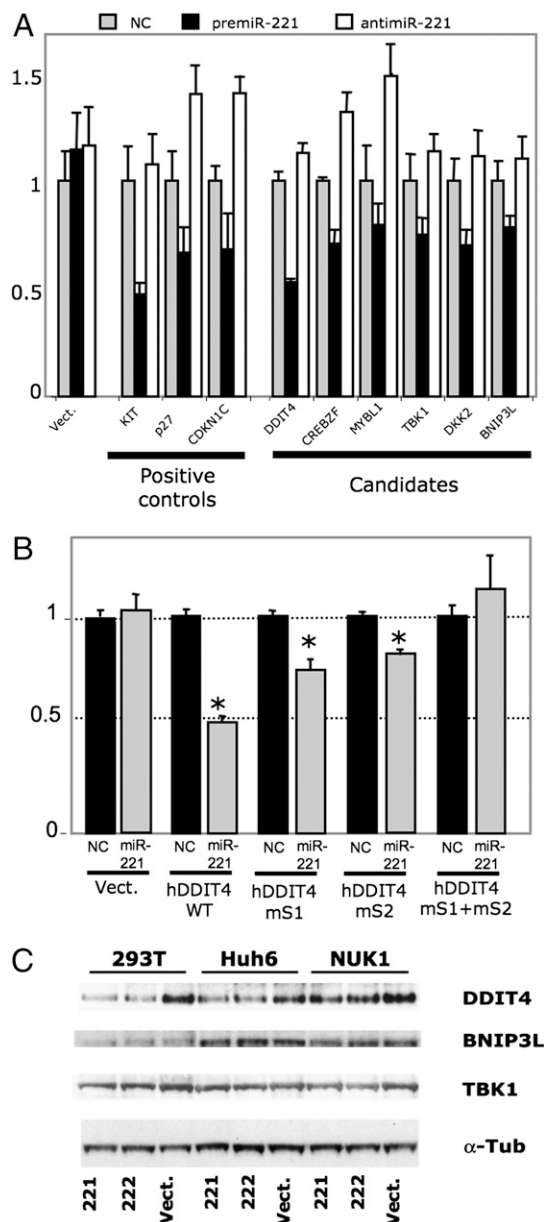 A
NC premiR-221 antimiR-221
1.5
1
0.5
0
Vect. KIT p27 CDKN1C DDIT4 CREBZF MYBL1 TBK1 DKK2 BNIP3L
Positive controls
Candidates
B
1
0.5
0
* * *
NC miR-221 NC miR-221 NC miR-221 NC miR-221 NC miR-221
Vect. hDDIT4 WT hDDIT4 mS1 hDDIT4 mS2 hDDIT4 mS1+mS2
C
293T Huh6 NUK1
DDIT4
BNIP3L
TBK1
α-Tub
221 222 Vect. 221 222 Vect. 221 222 Vect.